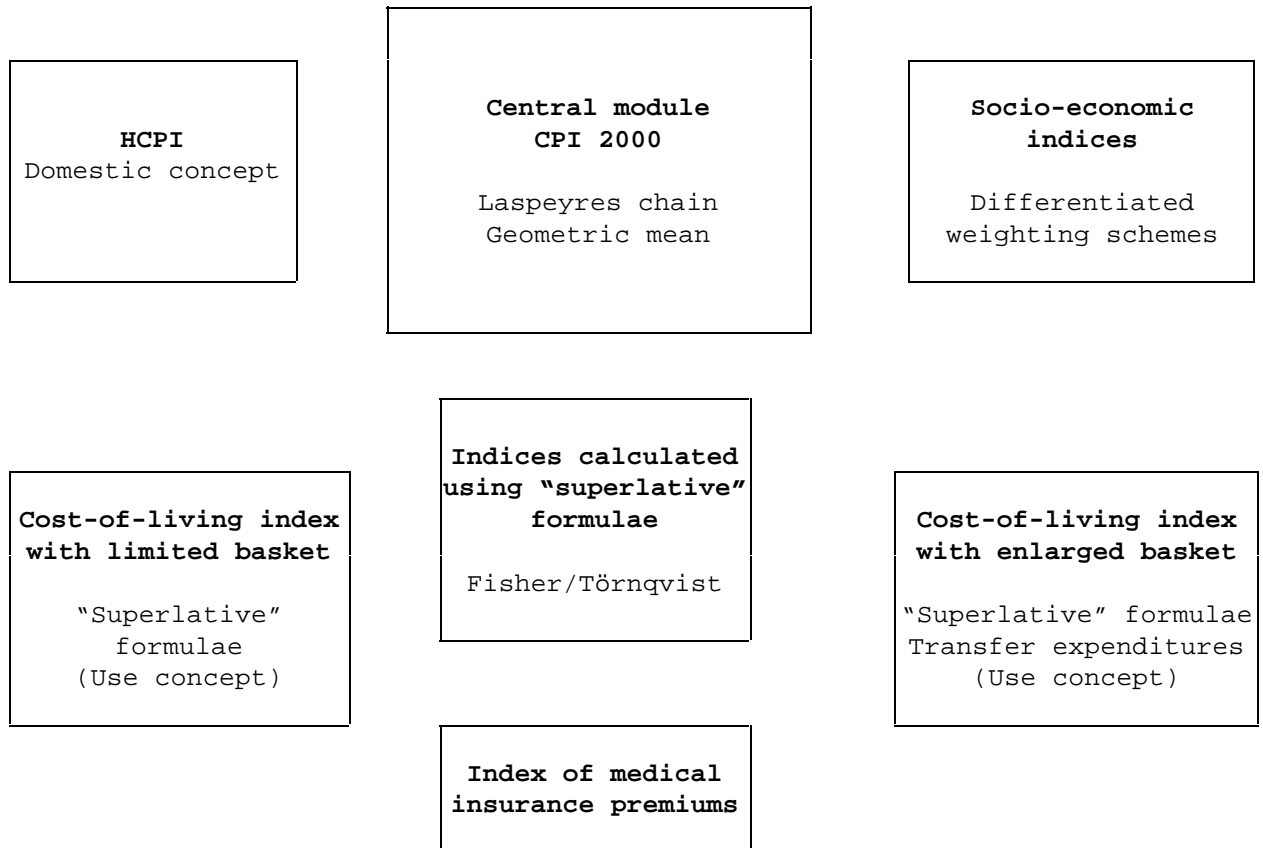 HCPI
Domestic concept
Central module
CPI 2000
Laspeyres chain
Geometric mean
Socio-economic
indices
Differentiated
weighting schemes
Cost-of-living index
with limited basket
“Superlative”
formulae
(Use concept)
Indices calculated
using “superlative”
formulae
Fisher/Törnqvist
Cost-of-living index
with enlarged basket
“Superlative” formulae
Transfer expenditures
(Use concept)
Index of medical
insurance premiums